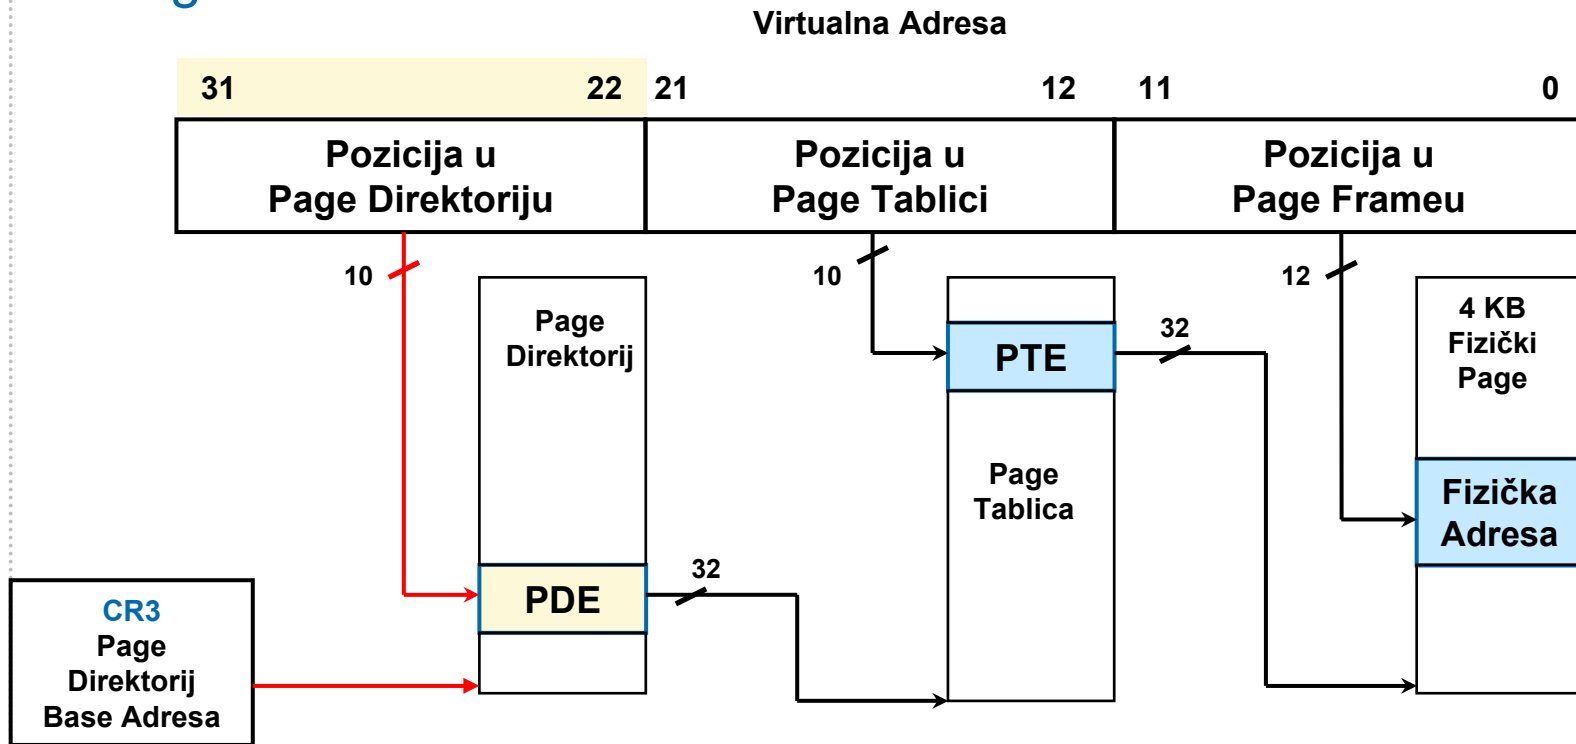 Virtualna Adresa
31 22 21 12 11 0
Pozicija u
Page Direktoriju
Pozicija u
Page Tablici
Pozicija u
Page Frameu
10
10
12
Page
Direktorij
PTE
32
4 KB
Fizički
Page
Page
Tablica
Fizička
Adresa
PDE
32
CR3
Page
Direktorij
Base Adresa